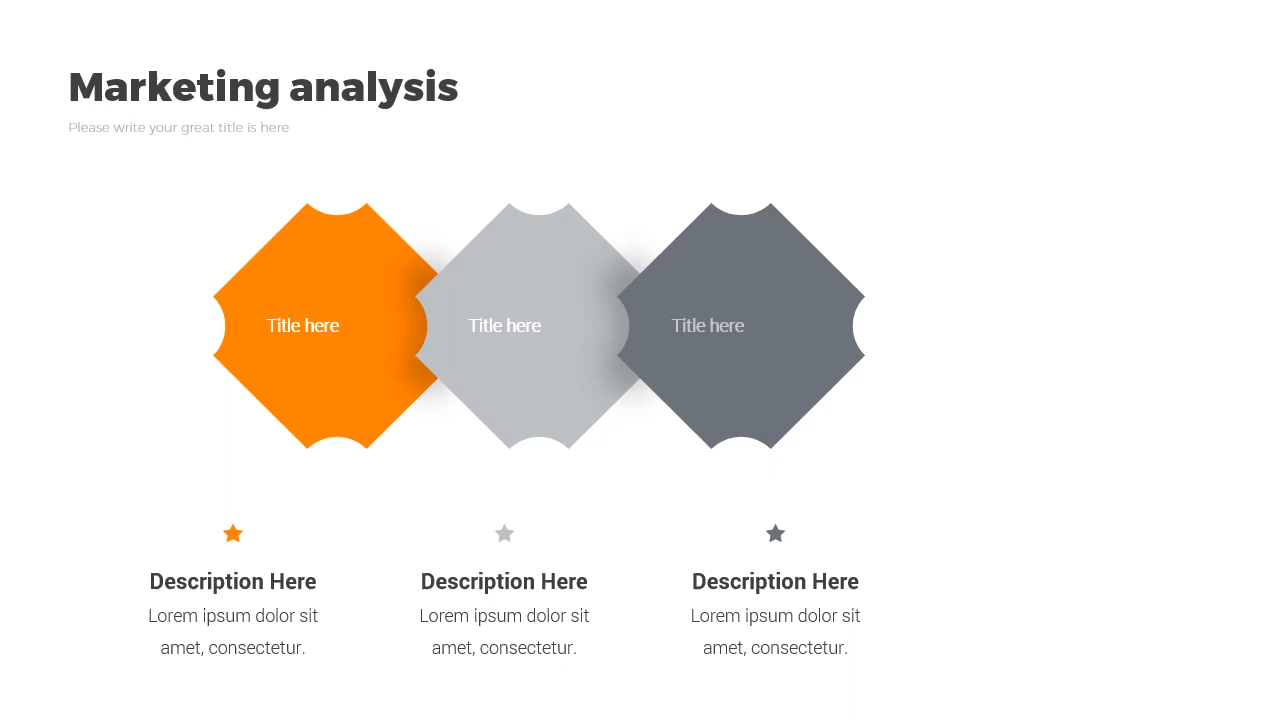 Marketing analysis
Please write your great title is here
Title here
Title here
Title here
Description Here
Lorem ipsum dolor sit
amet, consectetur.
Description Here
Lorem ipsum dolor sit
amet, consectetur.
Description Here
Lorem ipsum dolor sit
amet, consectetur.